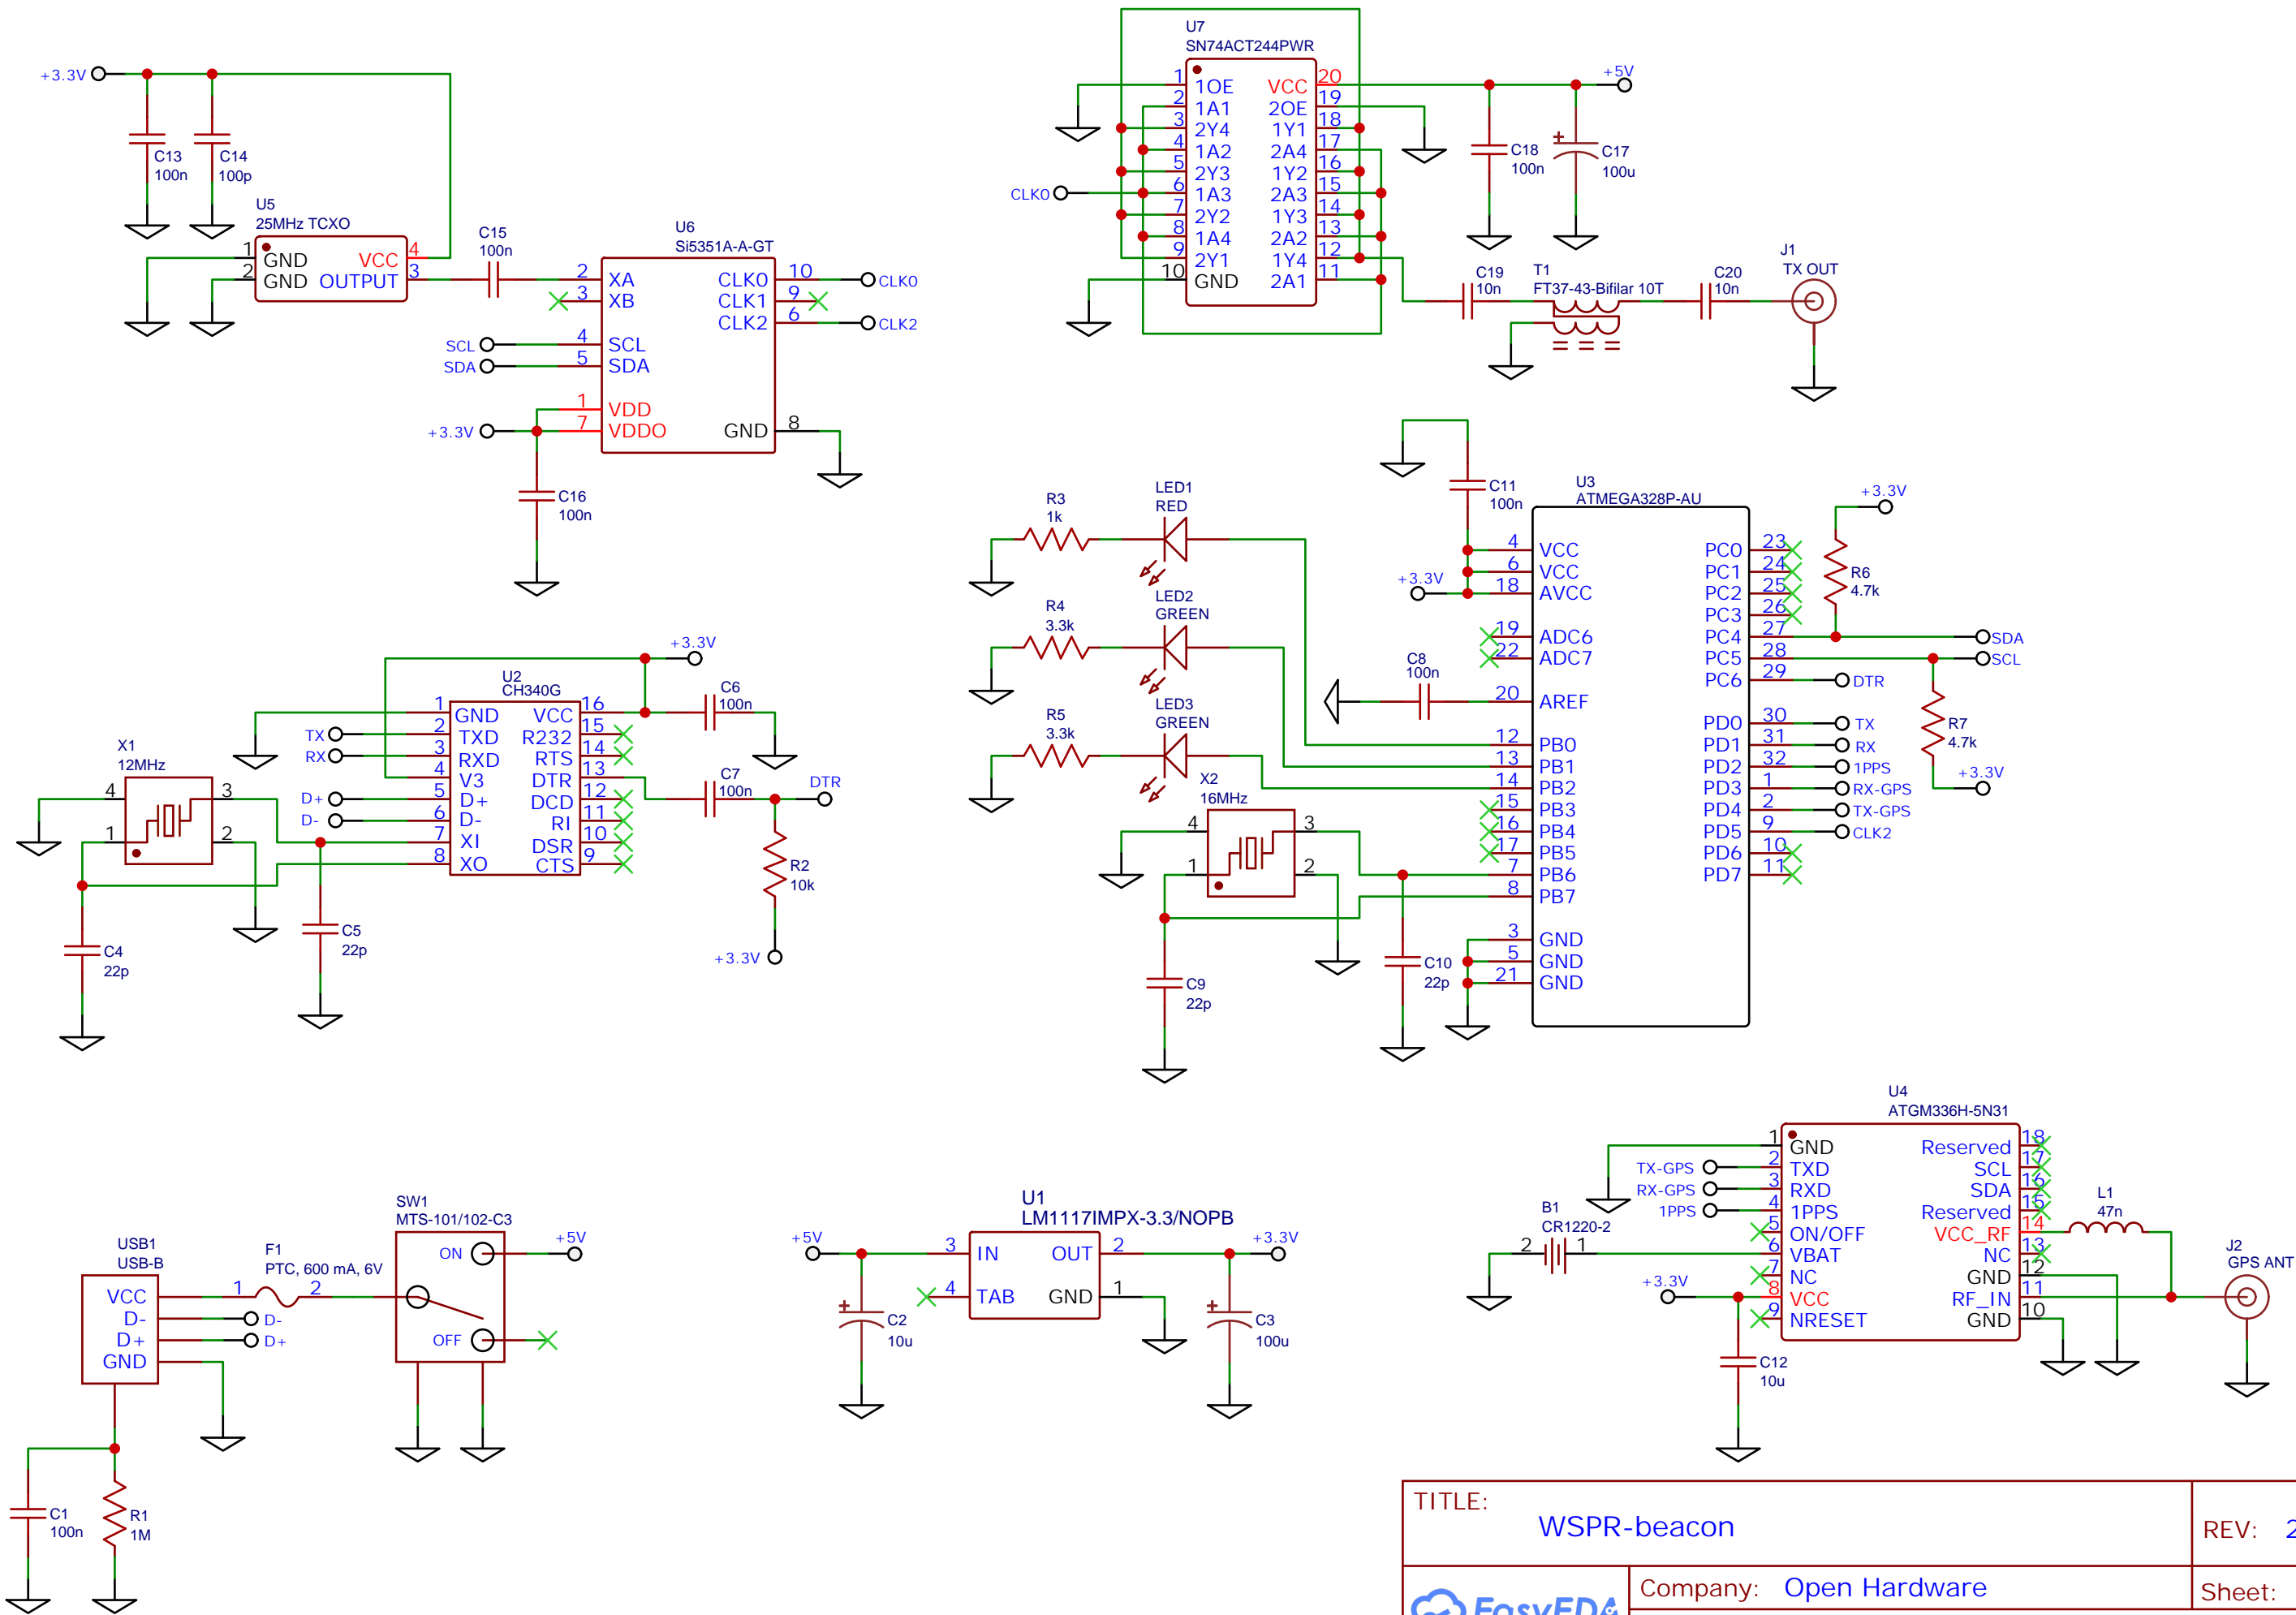 +3.3V
C13
100n
C14
100p
U5
25MHz TCXO
1 GND
2 GND
VCC 4
OUTPUT 3
C15
100n
U6
Si5351A-A-GT
2 XA
3 XB
4 SCL
5 SDA
1 VDD
7 VDDO
CLK0 10
CLK1 9
CLK2 6
GND 8
CLK0
CLK2
SCL
SDA
+3.3V
C16
100n
U7
SN74ACT244PWR
1 1OE
2 1A1
3 2Y4
4 1A2
5 2Y3
6 1A3
7 2Y2
8 1A4
9 2Y1
10 GND
VCC 20
2OE 19
1Y1 18
2A4 17
1Y2 16
2A3 15
1Y3 14
2A2 13
1Y4 12
2A1 11
CLK0
+5V
C18
100n
+
C17
100u
C19
10n
T1
FT37-43-Bifilar 10T
C20
10n
J1
TX OUT
R3
1k
LED1
RED
R4
3.3k
LED2
GREEN
R5
3.3k
LED3
GREEN
C11
100n
+3.3V
C8
100n
U3
ATMEGA328P-AU
4 VCC
6 VCC
18 AVCC
19 ADC6
22 ADC7
20 AREF
12 PB0
13 PB1
14 PB2
15 PB3
16 PB4
17 PB5
7 PB6
8 PB7
3 GND
5 GND
21 GND
PC0 23
PC1 24
PC2 25
PC3 26
PC4 27
PC5 28
PC6 29
PD0 30
PD1 31
PD2 32
PD3 1
PD4 2
PD5 9
PD6 10
PD7 11
+3.3V
R6
4.7k
SDA
SCL
DTR
TX
RX
1PPS
RX-GPS
TX-GPS
CLK2
R7
4.7k
+3.3V
X2
16MHz
4
1
3
2
C9
22p
C10
22p
+3.3V
U2
CH340G
1 GND
2 TXD
3 RXD
4 V3
5 D+
6 D-
7 XI
8 XO
VCC 16
R232 15
RTS 14
DTR 13
DCD 12
RI 11
DSR 10
CTS 9
TX
RX
D+
D-
C6
100n
C7
100n
DTR
R2
10k
+3.3V
X1
12MHz
4
1
3
2
C4
22p
C5
22p
USB1
USB-B
VCC
D-
D+
GND
F1
PTC, 600 mA, 6V
1
2
D-
D+
SW1
MTS-101/102-C3
ON
OFF
+5V
C1
100n
R1
1M
+5V
U1
LM1117IMPX-3.3/NOPB
3 IN
4 TAB
OUT 2
GND 1
+3.3V
+
C2
10u
+
C3
100u
U4
ATGM336H-5N31
1 GND
2 TXD
3 RXD
4 1PPS
5 ON/OFF
6 VBAT
7 NC
8 VCC
9 NRESET
Reserved 18
SCL 17
SDA 16
Reserved 15
VCC_RF 14
NC 13
GND 12
RF_IN 11
GND 10
TX-GPS
RX-GPS
1PPS
B1
CR1220-2
2
1
+3.3V
C12
10u
L1
47n
J2
GPS ANT
TITLE:
WSPR-beacon
REV: 2
EasyEDA
Company: Open Hardware
Sheet: